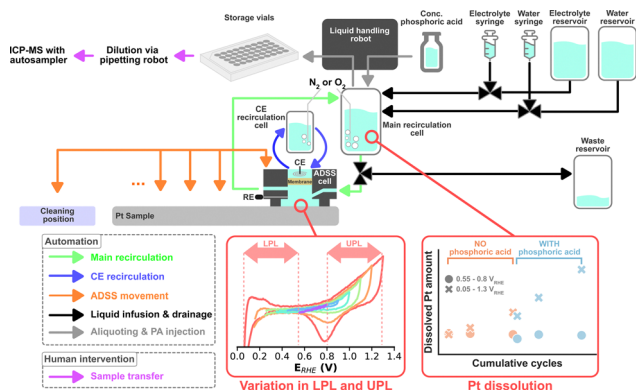 Storage vials
Liquid handling
robot
Conc.
phosphoric acid
Electrolyte
syringe
Water
syringe
Electrolyte
reservoir
Water
reservoir
ICP-MS with
autosampler
Dilution via
pipetting robot
N2 or O2
CE
recirculation
cell
Main recirculation
cell
Waste
reservoir
CE
Membrane
ADSS
cell
RE
...
Cleaning
position
Pt Sample
Automation
Main recirculation
CE recirculation
ADSS movement
Liquid infusion & drainage
Aliquoting & PA injection
Human intervention
Sample transfer
LPL
UPL
0.0 0.2 0.4 0.6 0.8 1.0 1.2 1.4
E_RHE (V)
Variation in LPL and UPL
NO
phosphoric acid
WITH
phosphoric acid
0.55 - 0.8 V_RHE
0.05 - 1.3 V_RHE
Dissolved Pt amount
Cumulative cycles
Pt dissolution